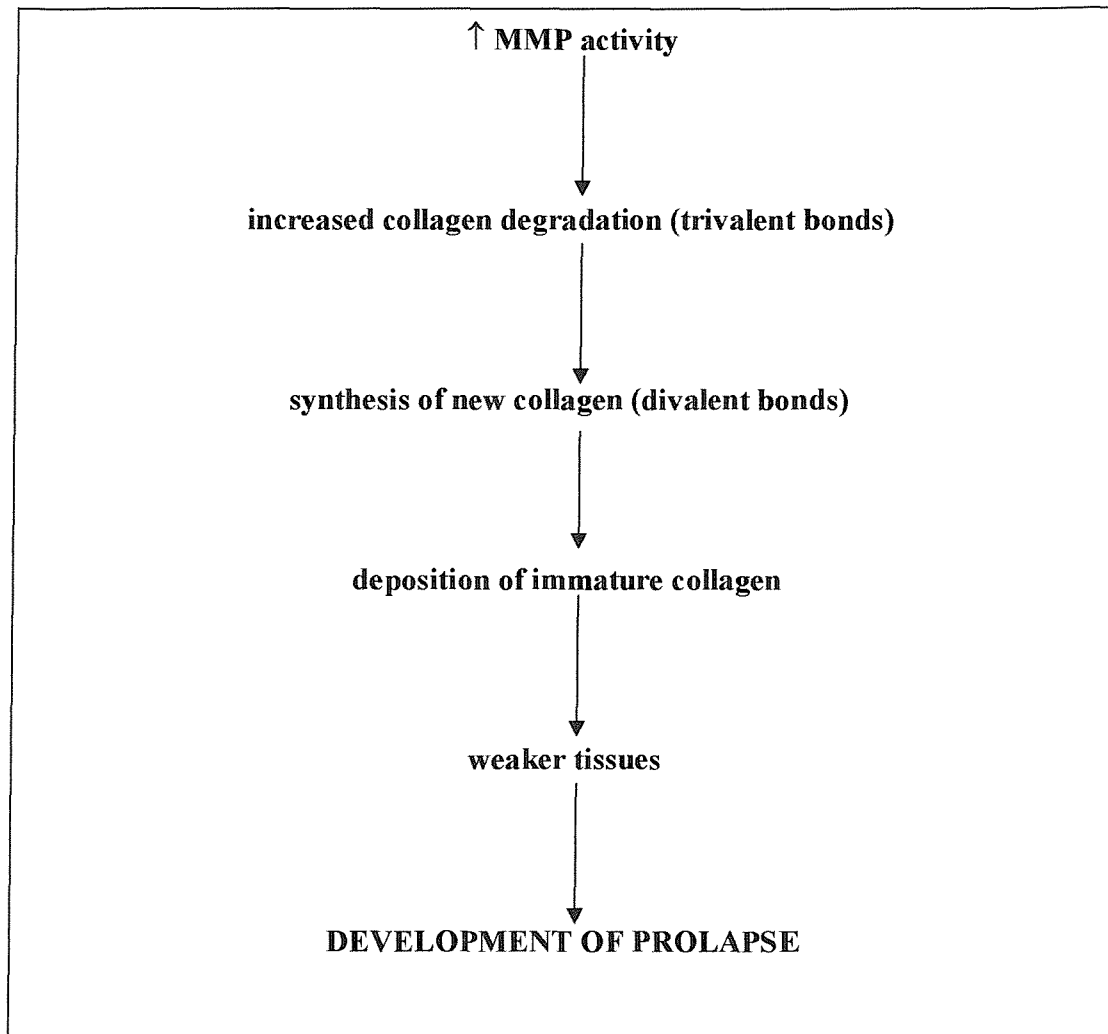 ↑ MMP activity
increased collagen degradation (trivalent bonds)
synthesis of new collagen (divalent bonds)
deposition of immature collagen
weaker tissues
DEVELOPMENT OF PROLAPSE